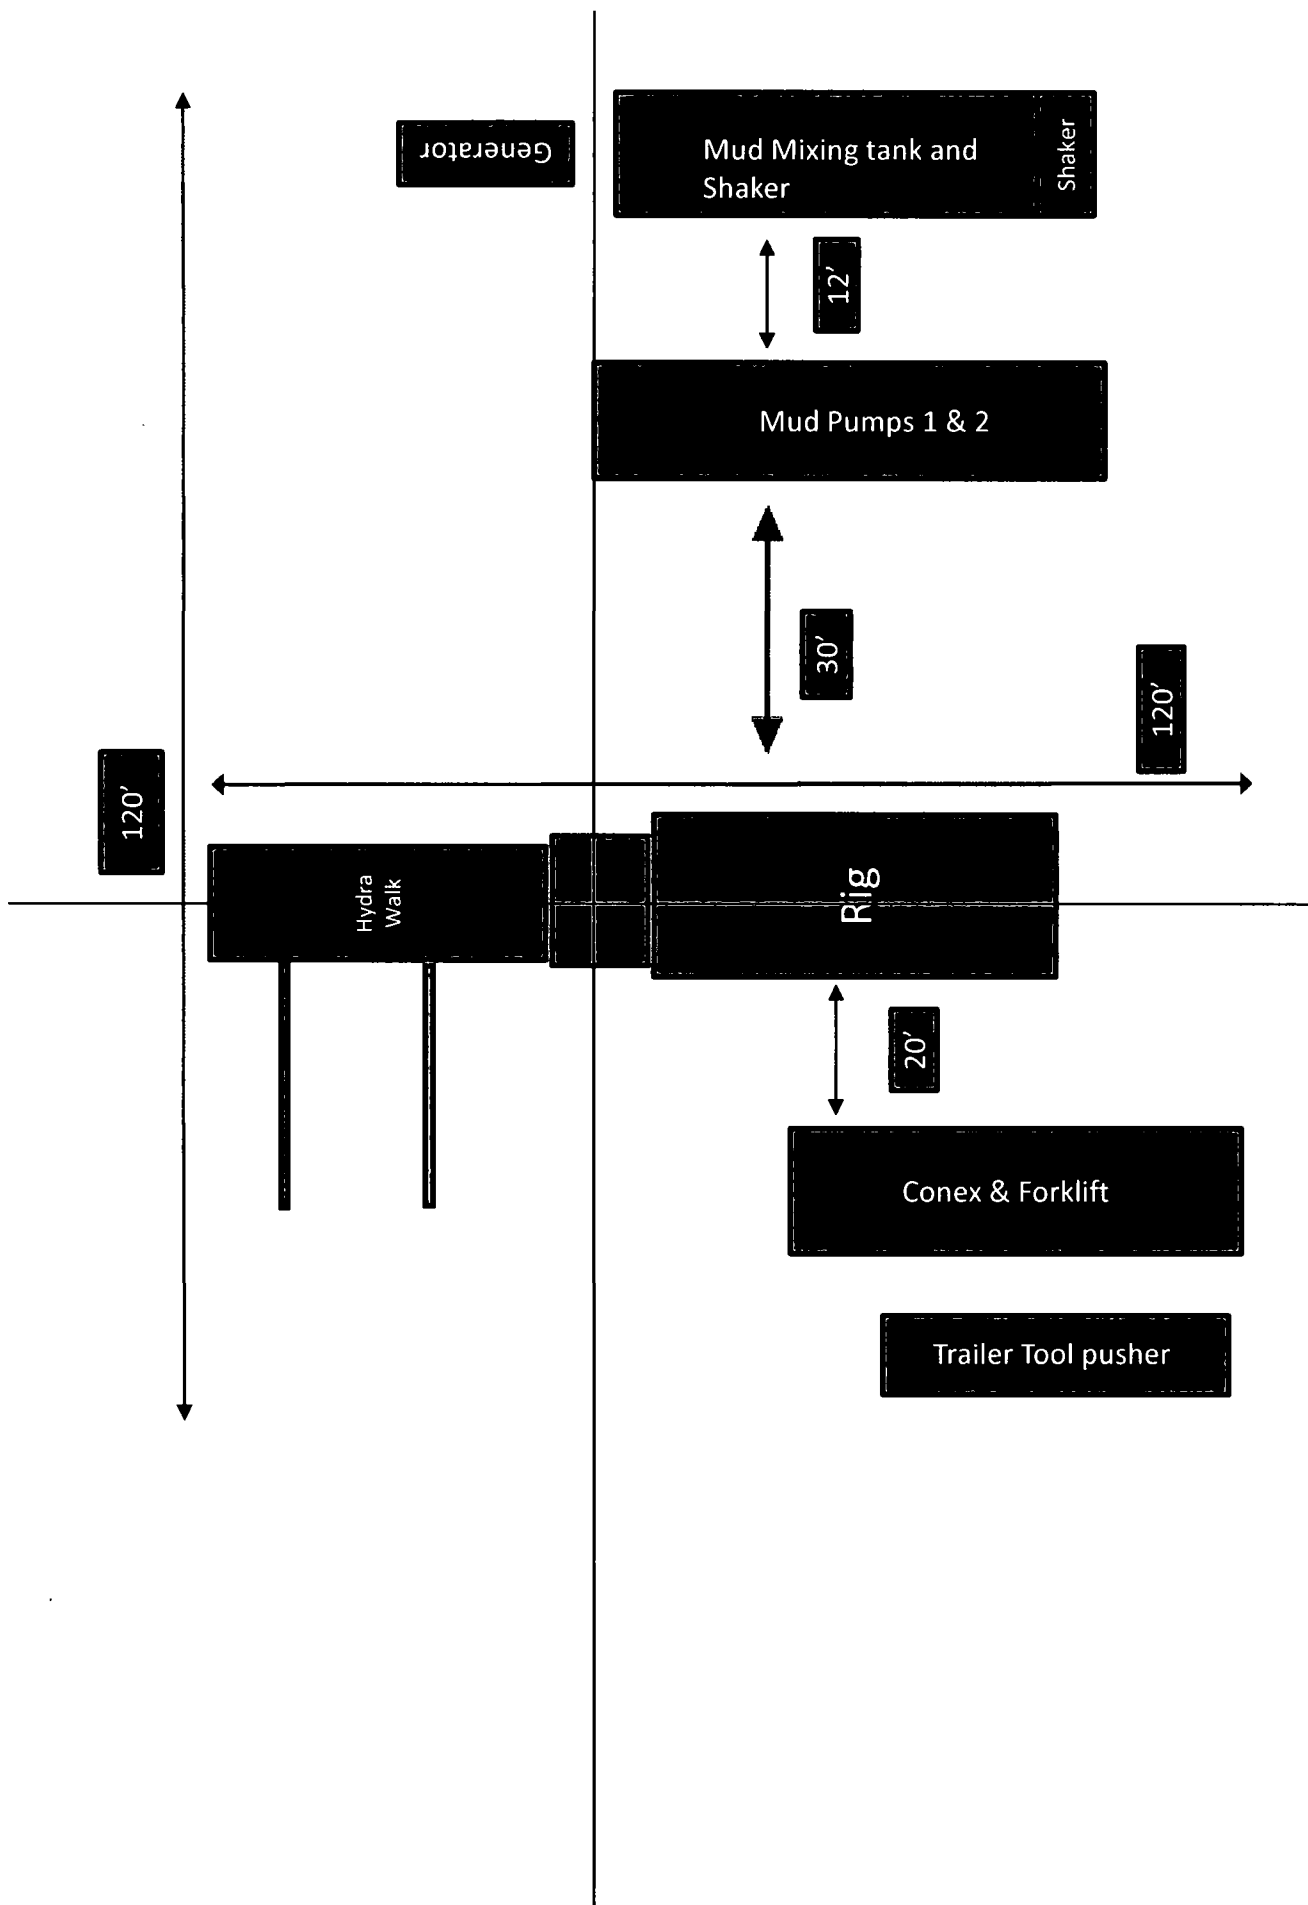 Generator
Mud Mixing tank and
Shaker
Shaker
12’
Mud Pumps 1 & 2
30’
120’
120’
Hydra
Walk
Rig
20’
Conex & Forklift
Trailer Tool pusher